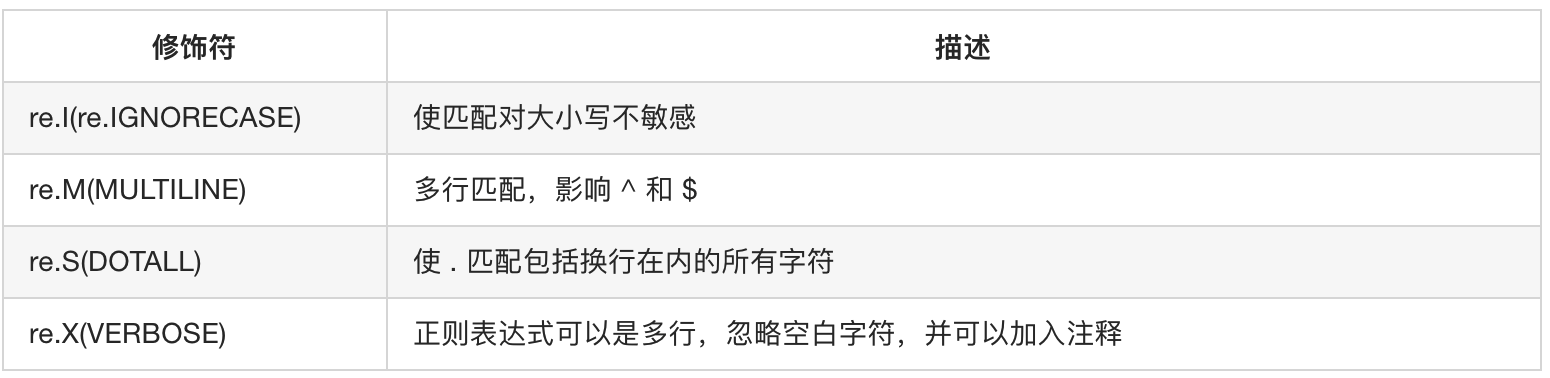 修饰符 描述
re.I(re.IGNORECASE) 使匹配对大小写不敏感
re.M(MULTILINE) 多行匹配，影响 ^ 和 $
re.S(DOTALL) 使 . 匹配包括换行在内的所有字符
re.X(VERBOSE) 正则表达式可以是多行，忽略空白字符，并可以加入注释